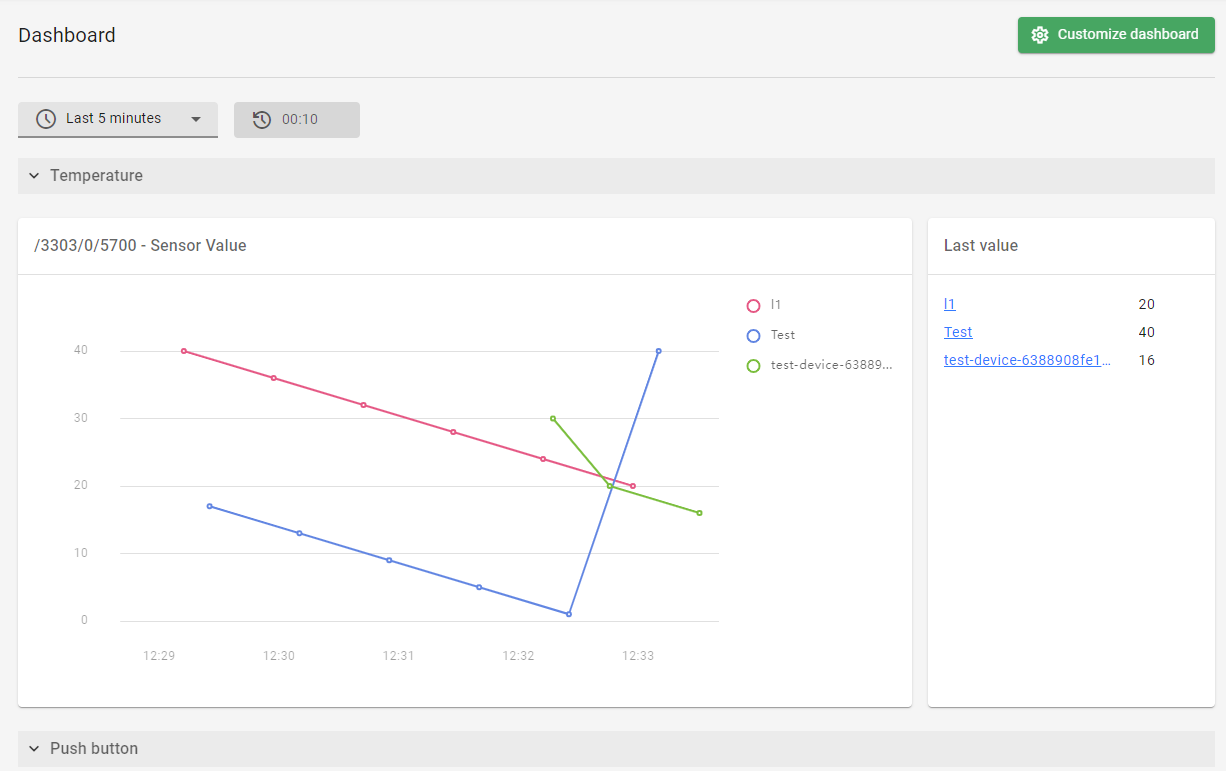 Dashboard
Customize dashboard
Last 5 minutes
00:10
Temperature
/3303/0/5700 - Sensor Value
l1
Test
test-device-63889...
40
30
20
10
0
12:29
12:30
12:31
12:32
12:33
Last value
l1 20
Test 40
test-device-6388908fe1... 16
Push button